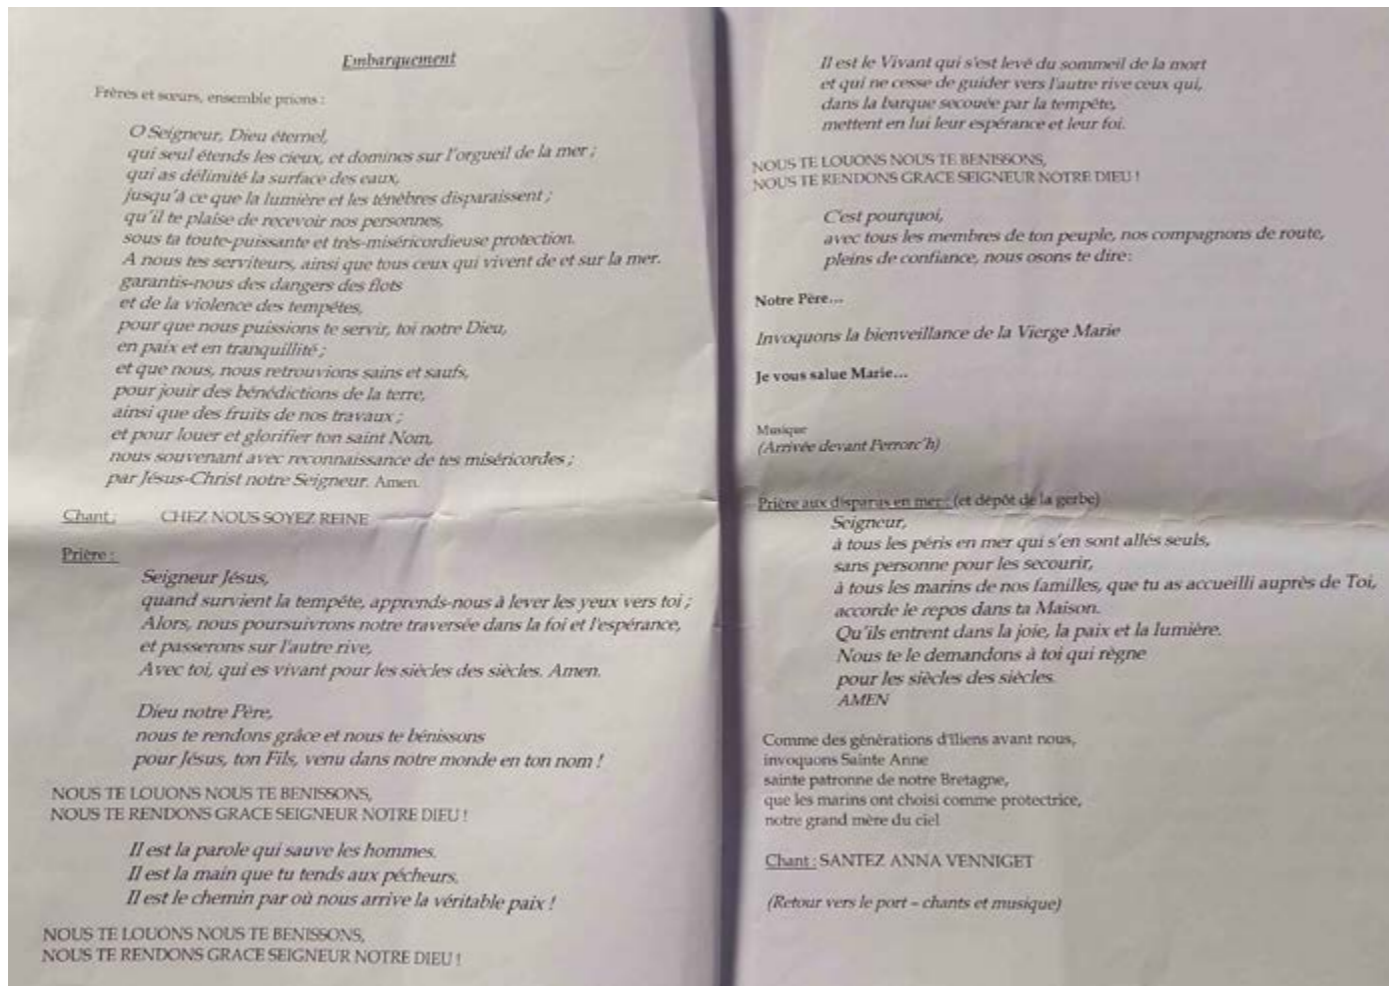 Embarquement
Frères et sœurs, ensemble prions :
O Seigneur, Dieu éternel,
qui seul étends les cieux, et domines sur l'orgueil de la mer ;
qui as délimité la surface des eaux,
jusqu'à ce que la lumière et les ténèbres disparaissent ;
qu'il te plaise de recevoir nos personnes,
sous ta toute-puissante et très-miséricordieuse protection.
A nous tes serviteurs, ainsi que tous ceux qui vivent de et sur la mer.
garantis-nous des dangers des flots
et de la violence des tempêtes,
pour que nous puissions te servir, toi notre Dieu,
en paix et en tranquillité ;
et que nous, nous retrouvions sains et saufs,
pour jouir des bénédictions de la terre,
ainsi que des fruits de nos travaux ;
et pour louer et glorifier ton saint Nom,
nous souvenant avec reconnaissance de tes miséricordes ;
par Jésus-Christ notre Seigneur. Amen.
Chant : CHEZ NOUS SOYEZ REINE
Prière :
Seigneur Jésus,
quand survient la tempête, apprends-nous à lever les yeux vers toi ;
Alors, nous poursuivrons notre traversée dans la foi et l'espérance,
et passerons sur l'autre rive,
Avec toi, qui es vivant pour les siècles des siècles. Amen.
Dieu notre Père,
nous te rendons grâce et nous te bénissons
pour Jésus, ton Fils, venu dans notre monde en ton nom !
NOUS TE LOUONS NOUS TE BENISSONS,
NOUS TE RENDONS GRACE SEIGNEUR NOTRE DIEU !
Il est la parole qui sauve les hommes.
Il est la main que tu tends aux pécheurs.
Il est le chemin par où nous arrive la véritable paix !
NOUS TE LOUONS NOUS TE BENISSONS,
NOUS TE RENDONS GRACE SEIGNEUR NOTRE DIEU !
Il est le Vivant qui s'est levé du sommeil de la mort
et qui ne cesse de guider vers l'autre rive ceux qui,
dans la barque secouée par la tempête,
mettent en lui leur espérance et leur foi.
NOUS TE LOUONS NOUS TE BENISSONS,
NOUS TE RENDONS GRACE SEIGNEUR NOTRE DIEU !
C'est pourquoi,
avec tous les membres de ton peuple, nos compagnons de route,
pleins de confiance, nous osons te dire :
Notre Père...
Invoquons la bienveillance de la Vierge Marie
Je vous salue Marie...
Musique
(Arrivée devant Perroc'h)
Prière aux disparus en mer : (et dépôt de la gerbe)
Seigneur,
à tous les péris en mer qui s'en sont allés seuls,
sans personne pour les secourir,
à tous les marins de nos familles, que tu as accueilli auprès de Toi,
accorde le repos dans ta Maison.
Qu'ils entrent dans la joie, la paix et la lumière.
Nous te le demandons à toi qui règne
pour les siècles des siècles.
AMEN
Comme des générations d'îliens avant nous,
invoquons Sainte Anne
sainte patronne de notre Bretagne,
que les marins ont choisi comme protectrice,
notre grand mère du ciel
Chant : SANTEZ ANNA VENNIGET
(Retour vers le port – chants et musique)